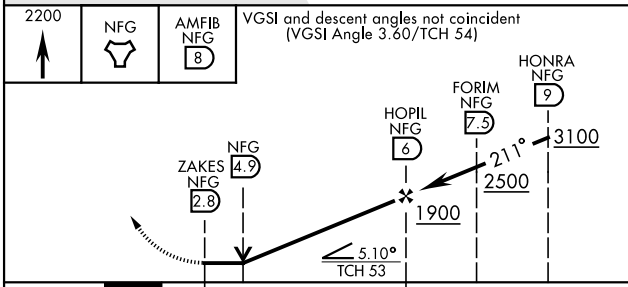 2200
NFG
AMFIB
NFG
8
VGSI and descent angles not coincident
(VGSI Angle 3.60/TCH 54)
HONRA
NFG
9
FORIM
NFG
7.5
HOPIL
NFG
6
NFG
4.9
ZAKES
NFG
2.8
211°
3100
2500
1900
5.10°
TCH 53